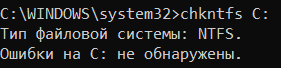 C:\WINDOWS\system32>chkntfs C:
Тип файловой системы: NTFS.
Ошибки на C: не обнаружены.